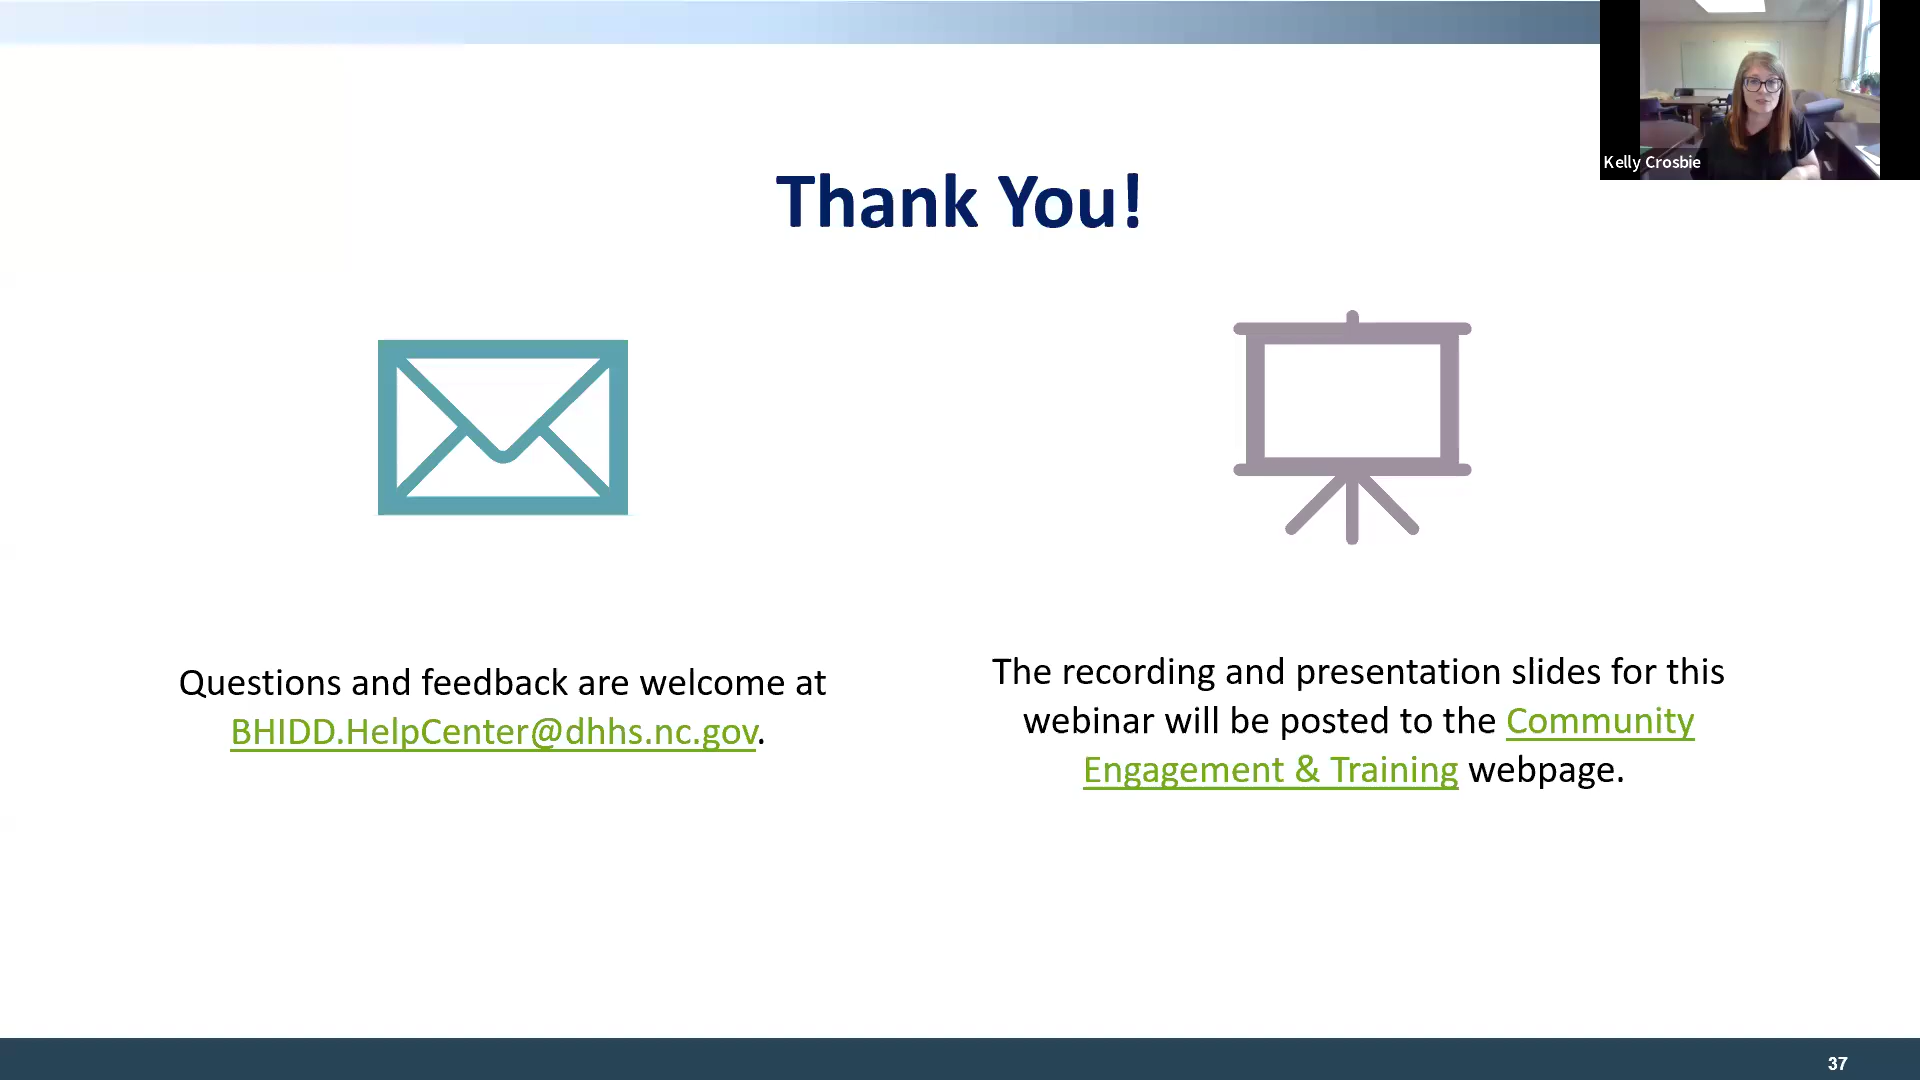 Kelly Crosbie
Thank You!
Questions and feedback are welcome at
BHIDD.HelpCenter@dhhs.nc.gov.
The recording and presentation slides for this
webinar will be posted to the Community
Engagement & Training webpage.
37